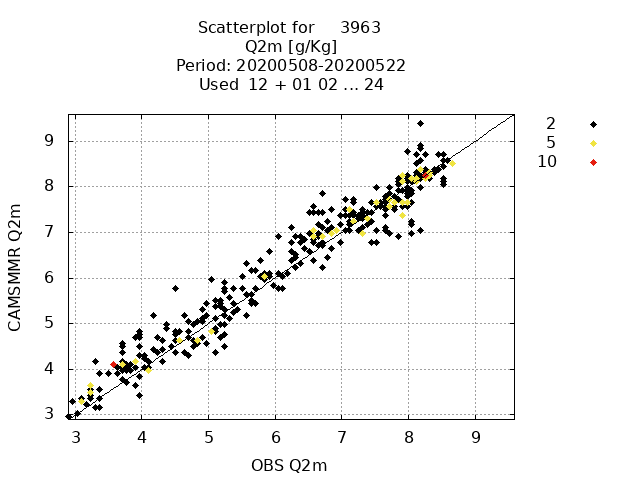 Scatterplot for 3963
Q2m [g/Kg]
Period: 20200508-20200522
Used 12 + 01 02 ... 24
2
5
10
CAMSMMR Q2m
9
8
7
6
5
4
3
3 4 5 6 7 8 9
OBS Q2m